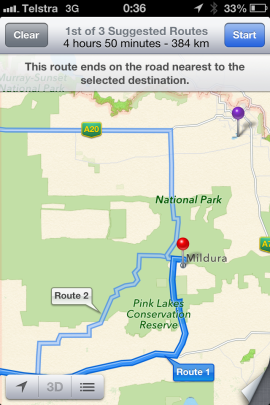 Telstra 3G 0:36 33%
Clear
1st of 3 Suggested Routes
4 hours 50 minutes - 384 km
Start
This route ends on the road nearest to the
selected destination.
Murray-Sunset
National Park
A20
National Park
A7
Mildura
Route 2
Pink Lakes
Conservation
Reserve
Route 1
3D